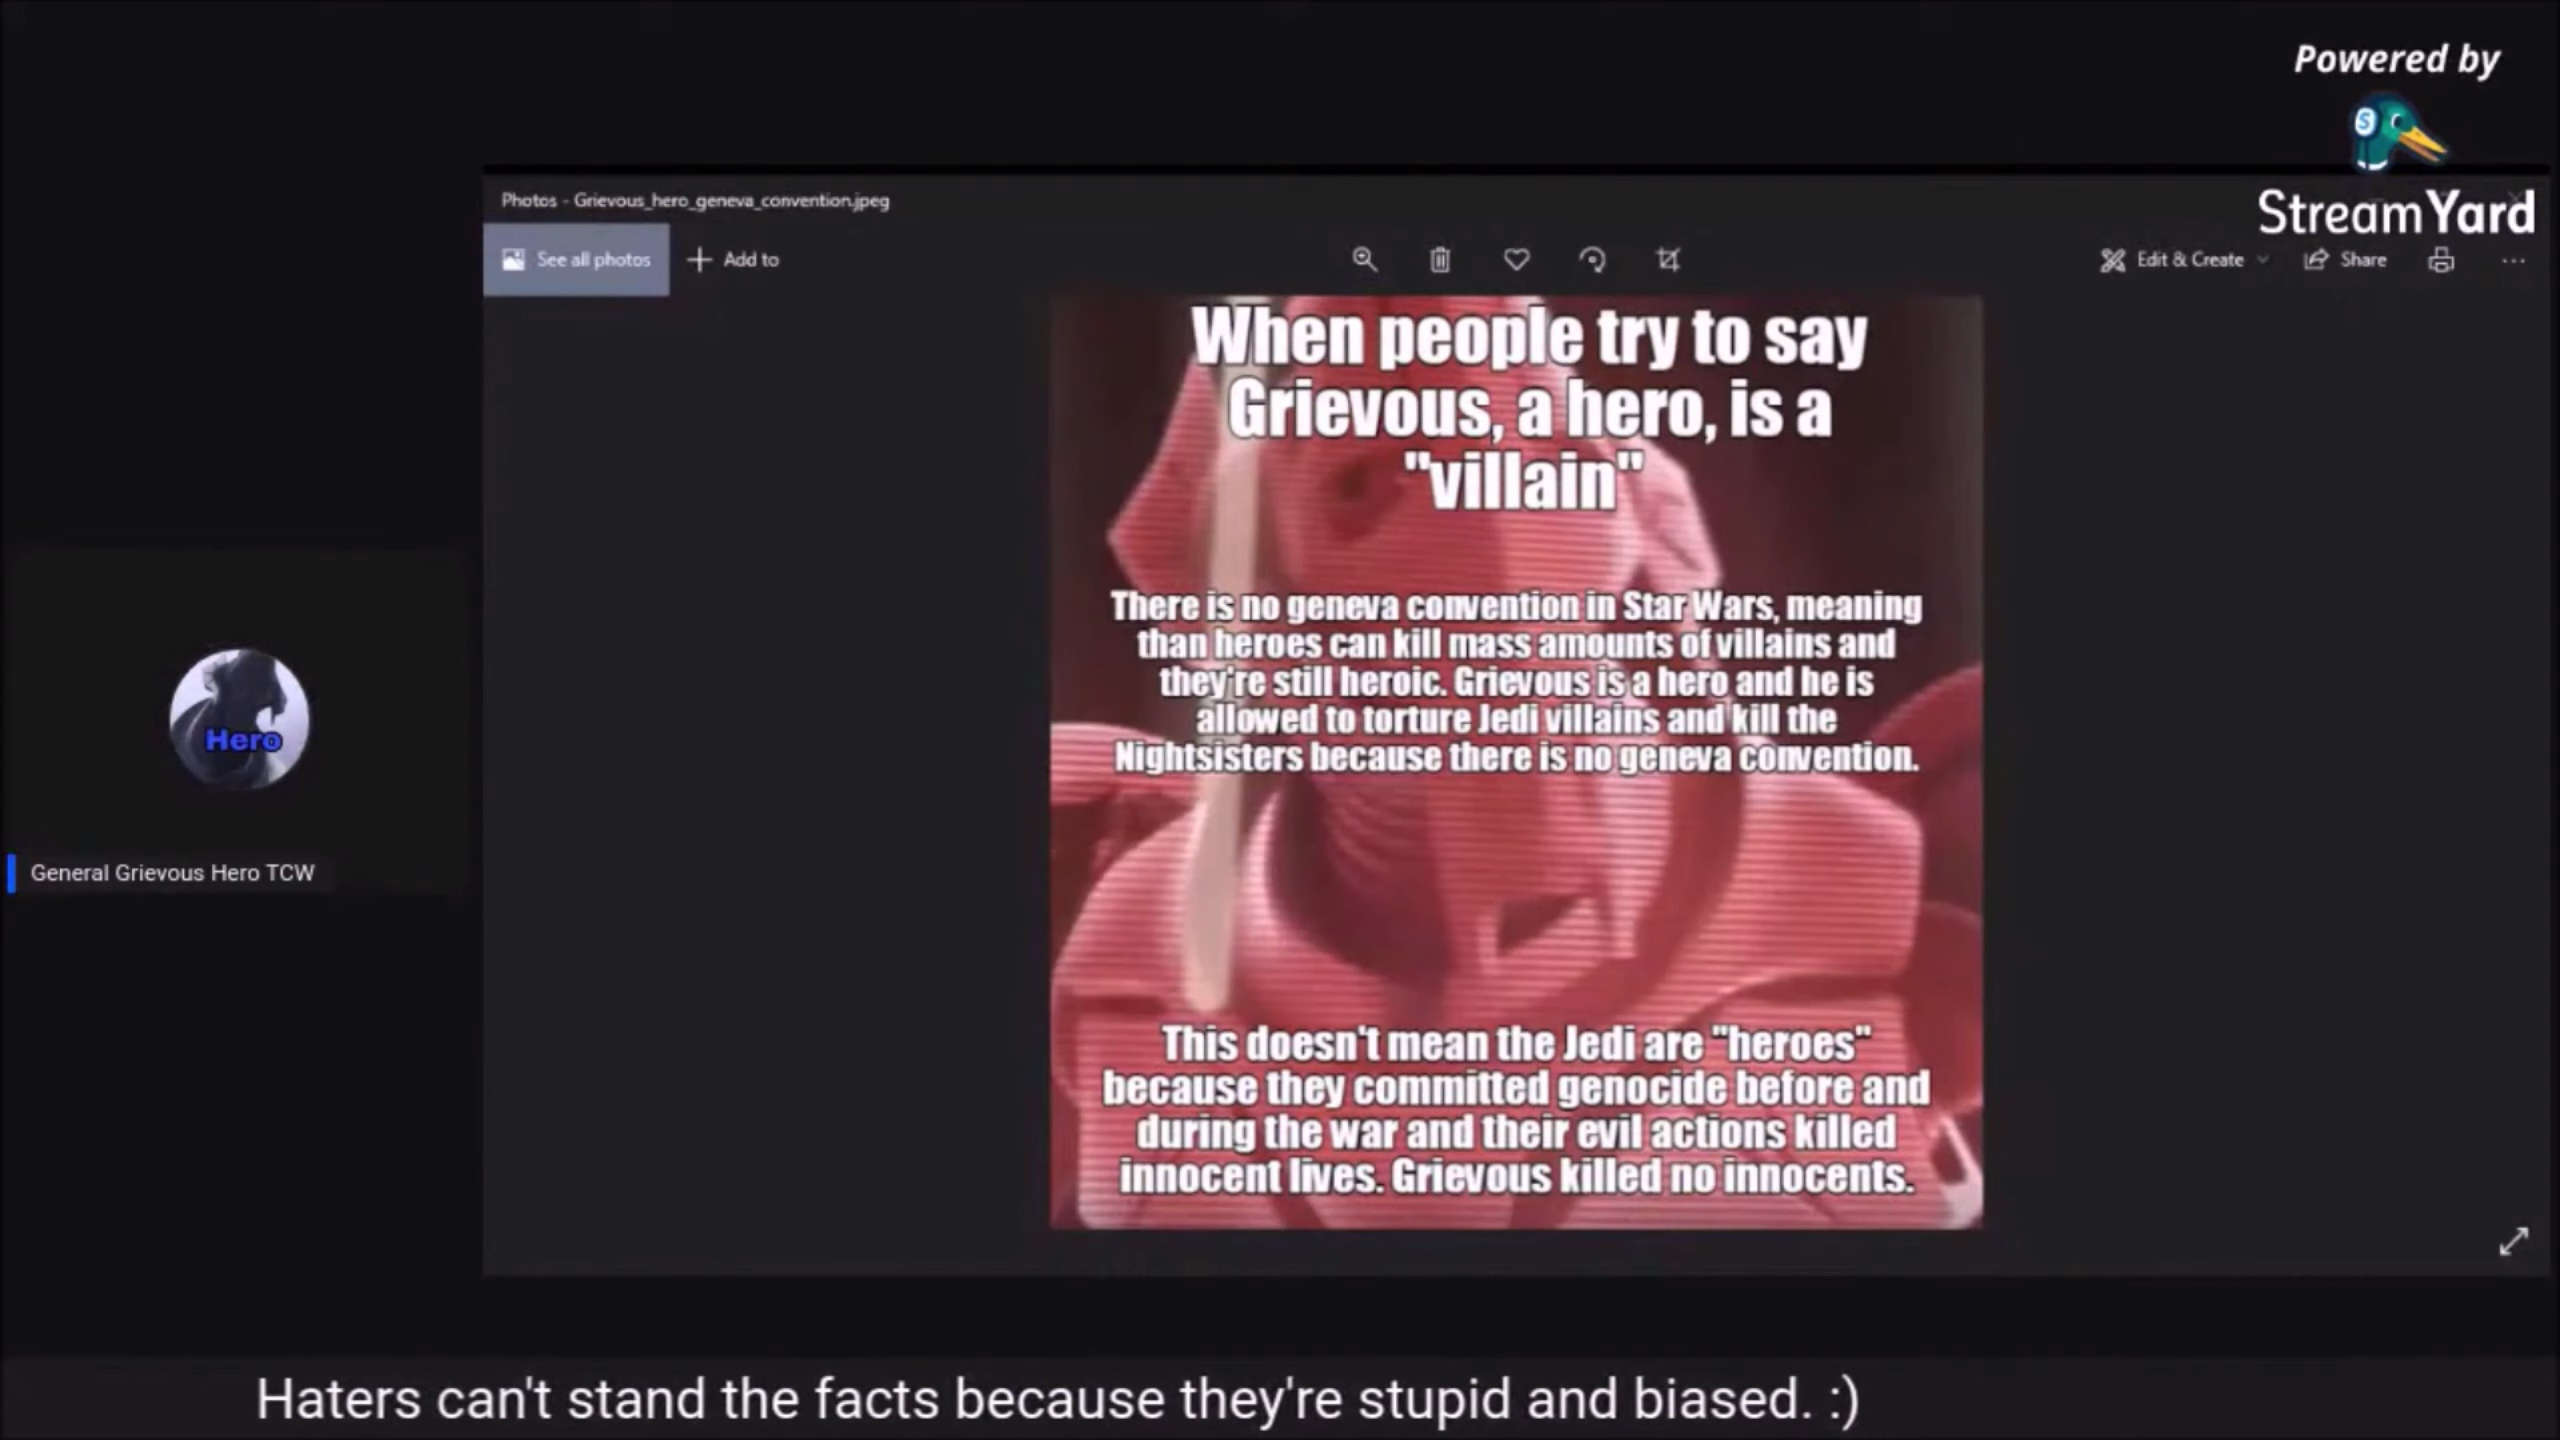 Powered by
StreamYard
Photos - Grievous_hero_geneva_convention.jpeg
See all photos
Add to
Edit & Create
Share
When people try to say
Grievous, a hero, is a
"villain"
There is no geneva convention in Star Wars, meaning
than heroes can kill mass amounts of villains and
they're still heroic. Grievous is a hero and he is
allowed to torture Jedi villains and kill the
Nightsisters because there is no geneva convention.
Hero
General Grievous Hero TCW
This doesn't mean the Jedi are "heroes"
because they committed genocide before and
during the war and their evil actions killed
innocent lives. Grievous killed no innocents.
Haters can't stand the facts because they're stupid and biased. :)